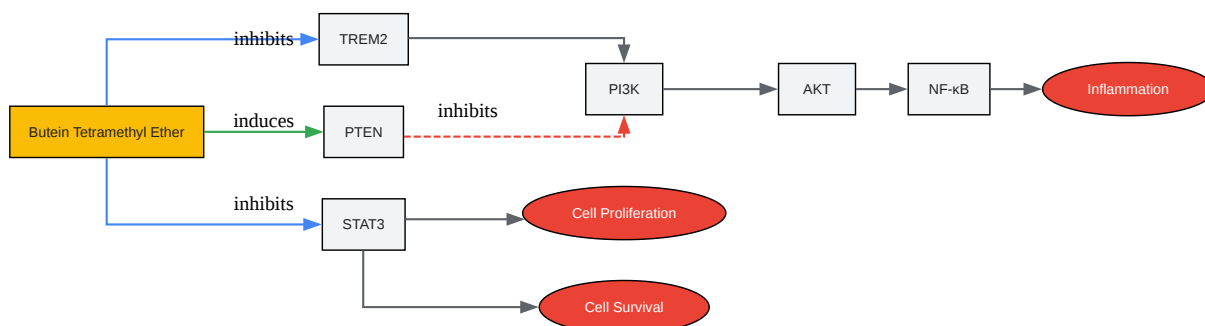 inhibits
TREM2
PI3K
AKT
NF-κB
Inflammation
Butein Tetramethyl Ether
induces
PTEN
inhibits
inhibits
STAT3
Cell Proliferation
Cell Survival